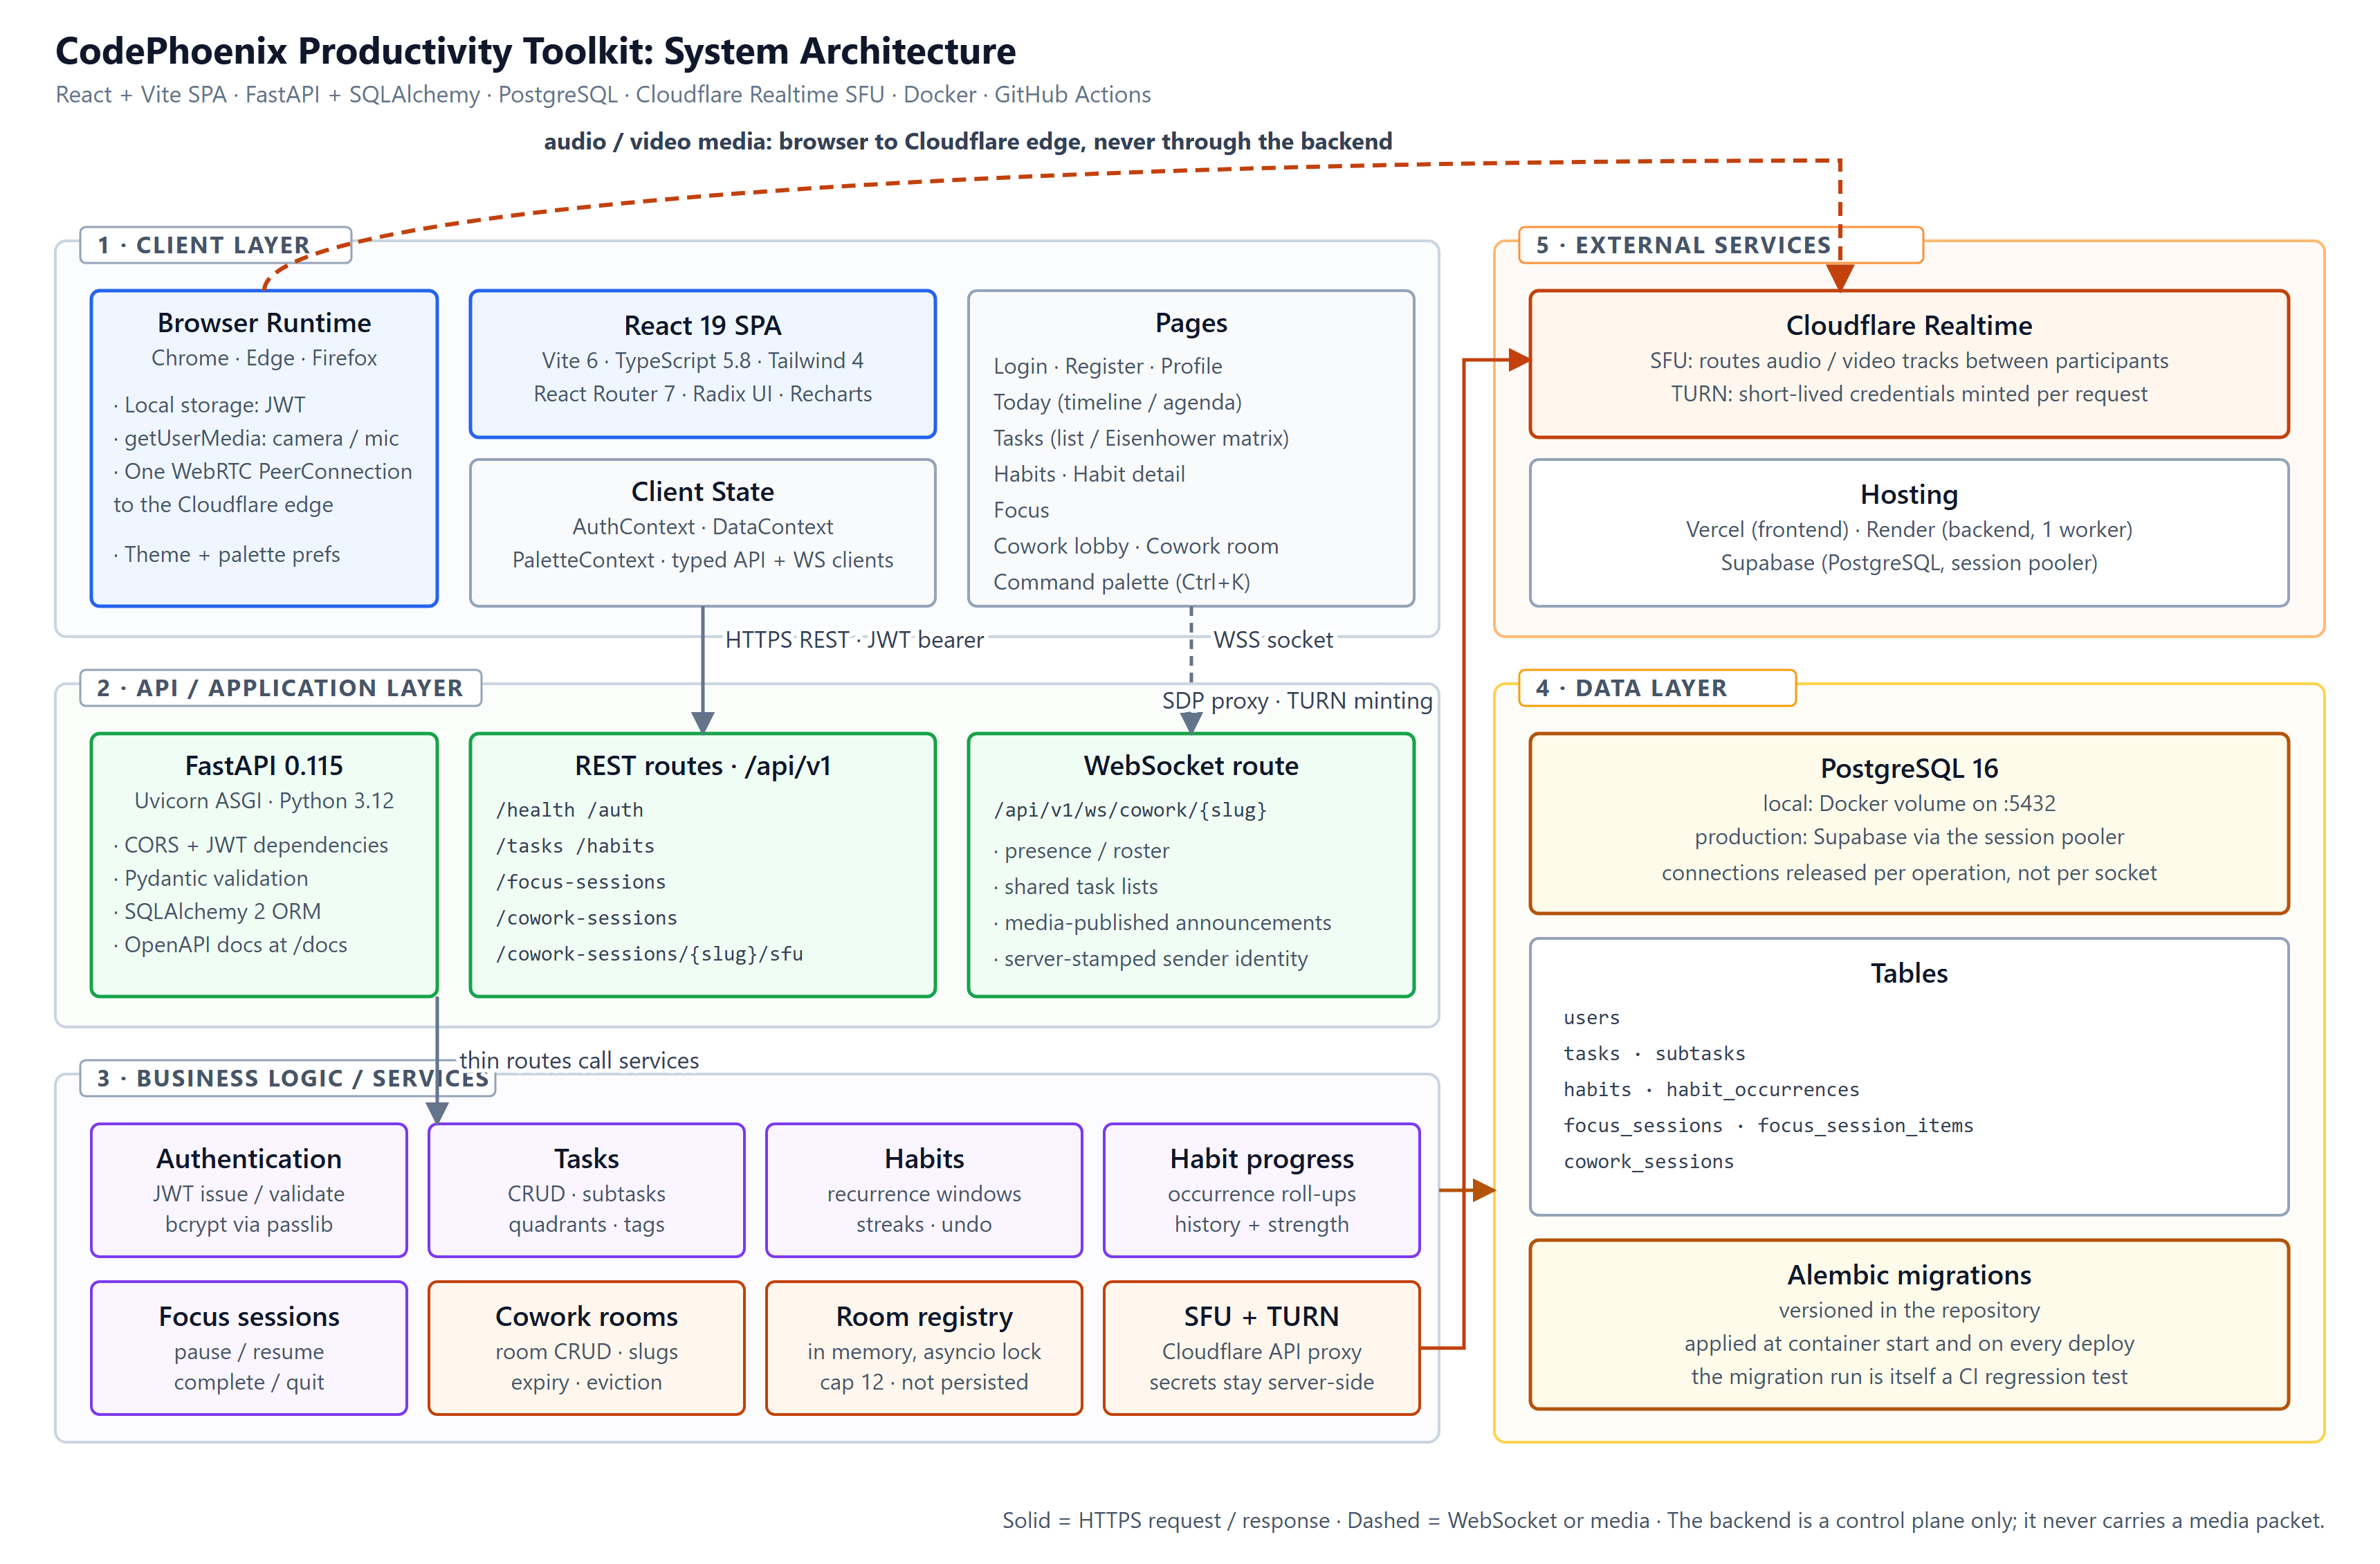 CodePhoenix Productivity Toolkit: System Architecture
React + Vite SPA · FastAPI + SQLAlchemy · PostgreSQL · Cloudflare Realtime SFU · Docker · GitHub Actions
audio / video media: browser to Cloudflare edge, never through the backend
1 · CLIENT LAYER
Browser Runtime
Chrome · Edge · Firefox
· Local storage: JWT
· getUserMedia: camera / mic
· One WebRTC PeerConnection
to the Cloudflare edge
· Theme + palette prefs
React 19 SPA
Vite 6 · TypeScript 5.8 · Tailwind 4
React Router 7 · Radix UI · Recharts
Client State
AuthContext · DataContext
PaletteContext · typed API + WS clients
Pages
Login · Register · Profile
Today (timeline / agenda)
Tasks (list / Eisenhower matrix)
Habits · Habit detail
Focus
Cowork lobby · Cowork room
Command palette (Ctrl+K)
5 · EXTERNAL SERVICES
Cloudflare Realtime
SFU: routes audio / video tracks between participants
TURN: short-lived credentials minted per request
Hosting
Vercel (frontend) · Render (backend, 1 worker)
Supabase (PostgreSQL, session pooler)
HTTPS REST · JWT bearer
WSS socket
2 · API / APPLICATION LAYER
SDP proxy · TURN minting
FastAPI 0.115
Uvicorn ASGI · Python 3.12
· CORS + JWT dependencies
· Pydantic validation
· SQLAlchemy 2 ORM
· OpenAPI docs at /docs
REST routes · /api/v1
/health /auth
/tasks /habits
/focus-sessions
/cowork-sessions
/cowork-sessions/{slug}/sfu
WebSocket route
/api/v1/ws/cowork/{slug}
· presence / roster
· shared task lists
· media-published announcements
· server-stamped sender identity
4 · DATA LAYER
PostgreSQL 16
local: Docker volume on :5432
production: Supabase via the session pooler
connections released per operation, not per socket
Tables
users
tasks · subtasks
habits · habit_occurrences
focus_sessions · focus_session_items
cowork_sessions
Alembic migrations
versioned in the repository
applied at container start and on every deploy
the migration run is itself a CI regression test
thin routes call services
3 · BUSINESS LOGIC / SERVICES
Authentication
JWT issue / validate
bcrypt via passlib
Tasks
CRUD · subtasks
quadrants · tags
Habits
recurrence windows
streaks · undo
Habit progress
occurrence roll-ups
history + strength
Focus sessions
pause / resume
complete / quit
Cowork rooms
room CRUD · slugs
expiry · eviction
Room registry
in memory, asyncio lock
cap 12 · not persisted
SFU + TURN
Cloudflare API proxy
secrets stay server-side
Solid = HTTPS request / response · Dashed = WebSocket or media · The backend is a control plane only; it never carries a media packet.